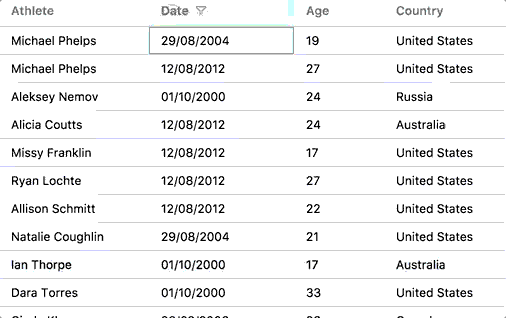 Athlete Date Age Country
Michael Phelps 29/08/2004 19 United States
Michael Phelps 12/08/2012 27 United States
Aleksey Nemov 01/10/2000 24 Russia
Alicia Coutts 12/08/2012 24 Australia
Missy Franklin 12/08/2012 17 United States
Ryan Lochte 12/08/2012 27 United States
Allison Schmitt 12/08/2012 22 United States
Natalie Coughlin 29/08/2004 21 United States
Ian Thorpe 01/10/2000 17 Australia
Dara Torres 01/10/2000 33 United States